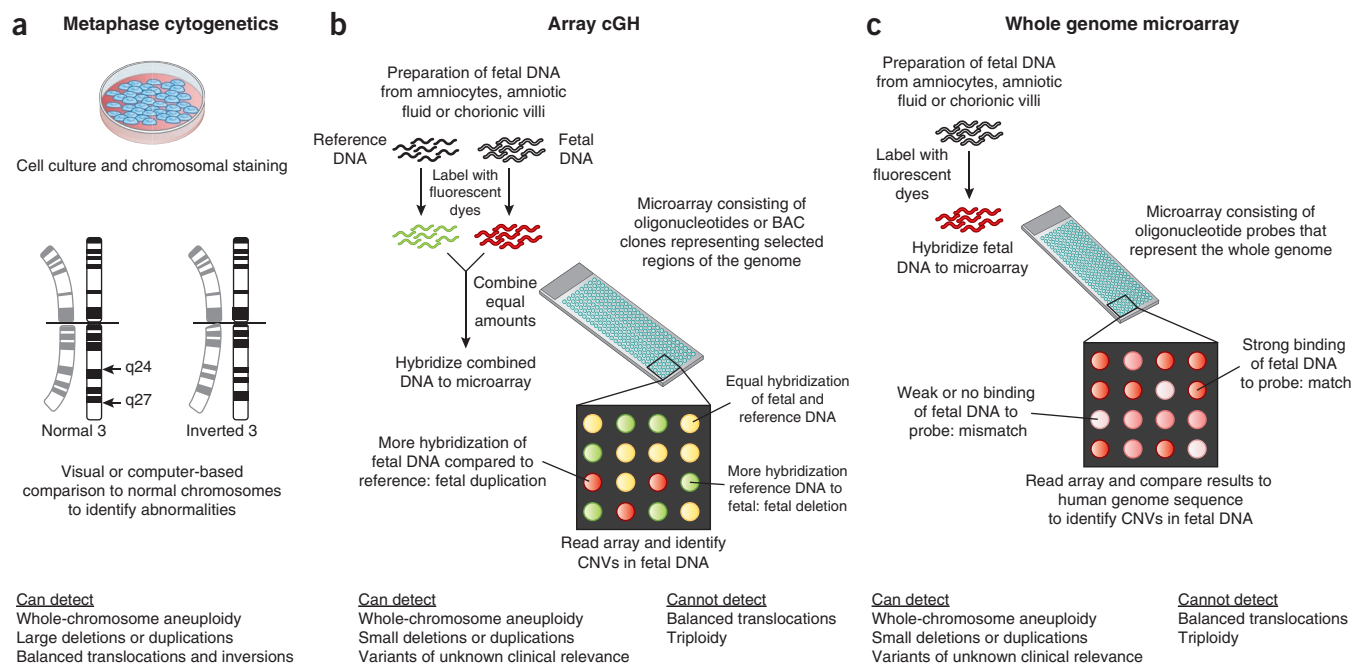 a Metaphase cytogenetics
Cell culture and chromosomal staining
q24
q27
Normal 3
Inverted 3
Visual or computer-based
comparison to normal chromosomes
to identify abnormalities
Can detect
Whole-chromosome aneuploidy
Large deletions or duplications
Balanced translocations and inversions
b Array cGH
Preparation of fetal DNA
from amniocytes, amniotic
fluid or chorionic villi
Reference
DNA
Fetal
DNA
Label with
fluorescent
dyes
Combine
equal
amounts
Hybridize combined
DNA to microarray
Microarray consisting of
oligonucleotides or BAC
clones representing selected
regions of the genome
Equal hybridization
of fetal and
reference DNA
More hybridization of
fetal DNA compared to
reference: fetal duplication
More hybridization
reference DNA to
fetal: fetal deletion
Read array and identify
CNVs in fetal DNA
Can detect
Whole-chromosome aneuploidy
Small deletions or duplications
Variants of unknown clinical relevance
Cannot detect
Balanced translocations
Triploidy
c Whole genome microarray
Preparation of fetal DNA
from amniocytes, amniotic
fluid or chorionic villi
Label with
fluorescent
dyes
Hybridize fetal
DNA to microarray
Microarray consisting of
oligonucleotide probes that
represent the whole genome
Strong binding
of fetal DNA
to probe: match
Weak or no binding
of fetal DNA to
probe: mismatch
Read array and compare results to
human genome sequence
to identify CNVs in fetal DNA
Can detect
Whole-chromosome aneuploidy
Small deletions or duplications
Variants of unknown clinical relevance
Cannot detect
Balanced translocations
Triploidy